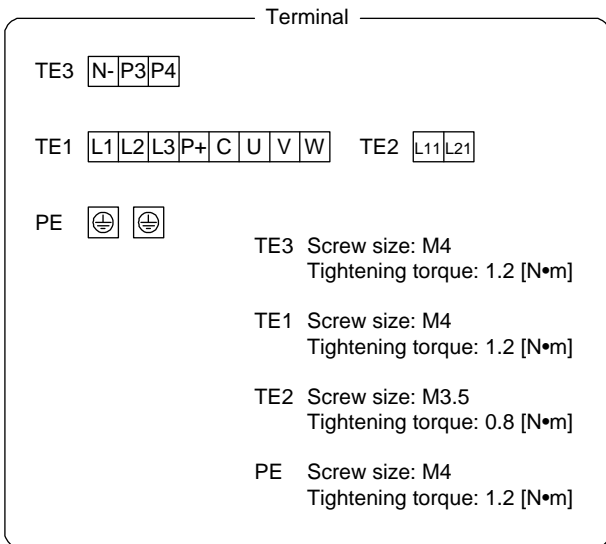 Terminal
TE3 N- P3 P4
TE1 L1 L2 L3 P+ C U V W TE2 L11 L21
PE
TE3 Screw size: M4
Tightening torque: 1.2 [N•m]
TE1 Screw size: M4
Tightening torque: 1.2 [N•m]
TE2 Screw size: M3.5
Tightening torque: 0.8 [N•m]
PE Screw size: M4
Tightening torque: 1.2 [N•m]